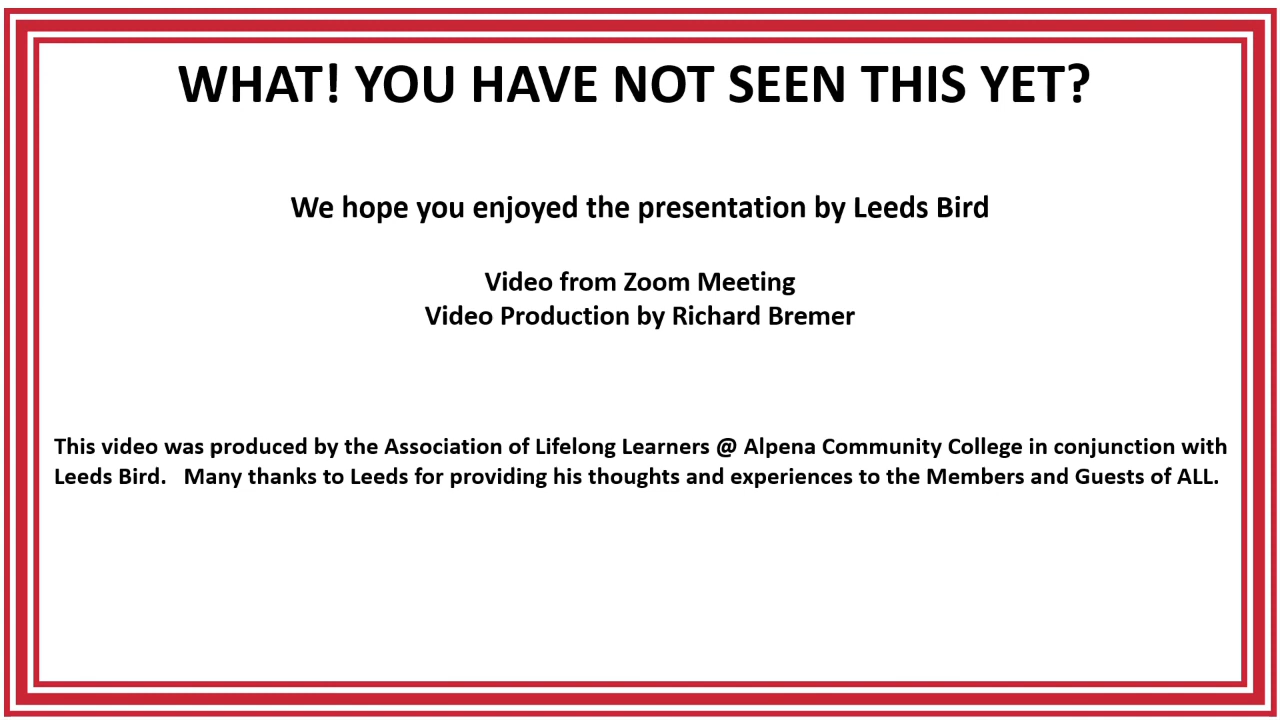 WHAT! YOU HAVE NOT SEEN THIS YET?
We hope you enjoyed the presentation by Leeds Bird
Video from Zoom Meeting
Video Production by Richard Bremer
This video was produced by the Association of Lifelong Learners @ Alpena Community College in conjunction with
Leeds Bird.   Many thanks to Leeds for providing his thoughts and experiences to the Members and Guests of ALL.